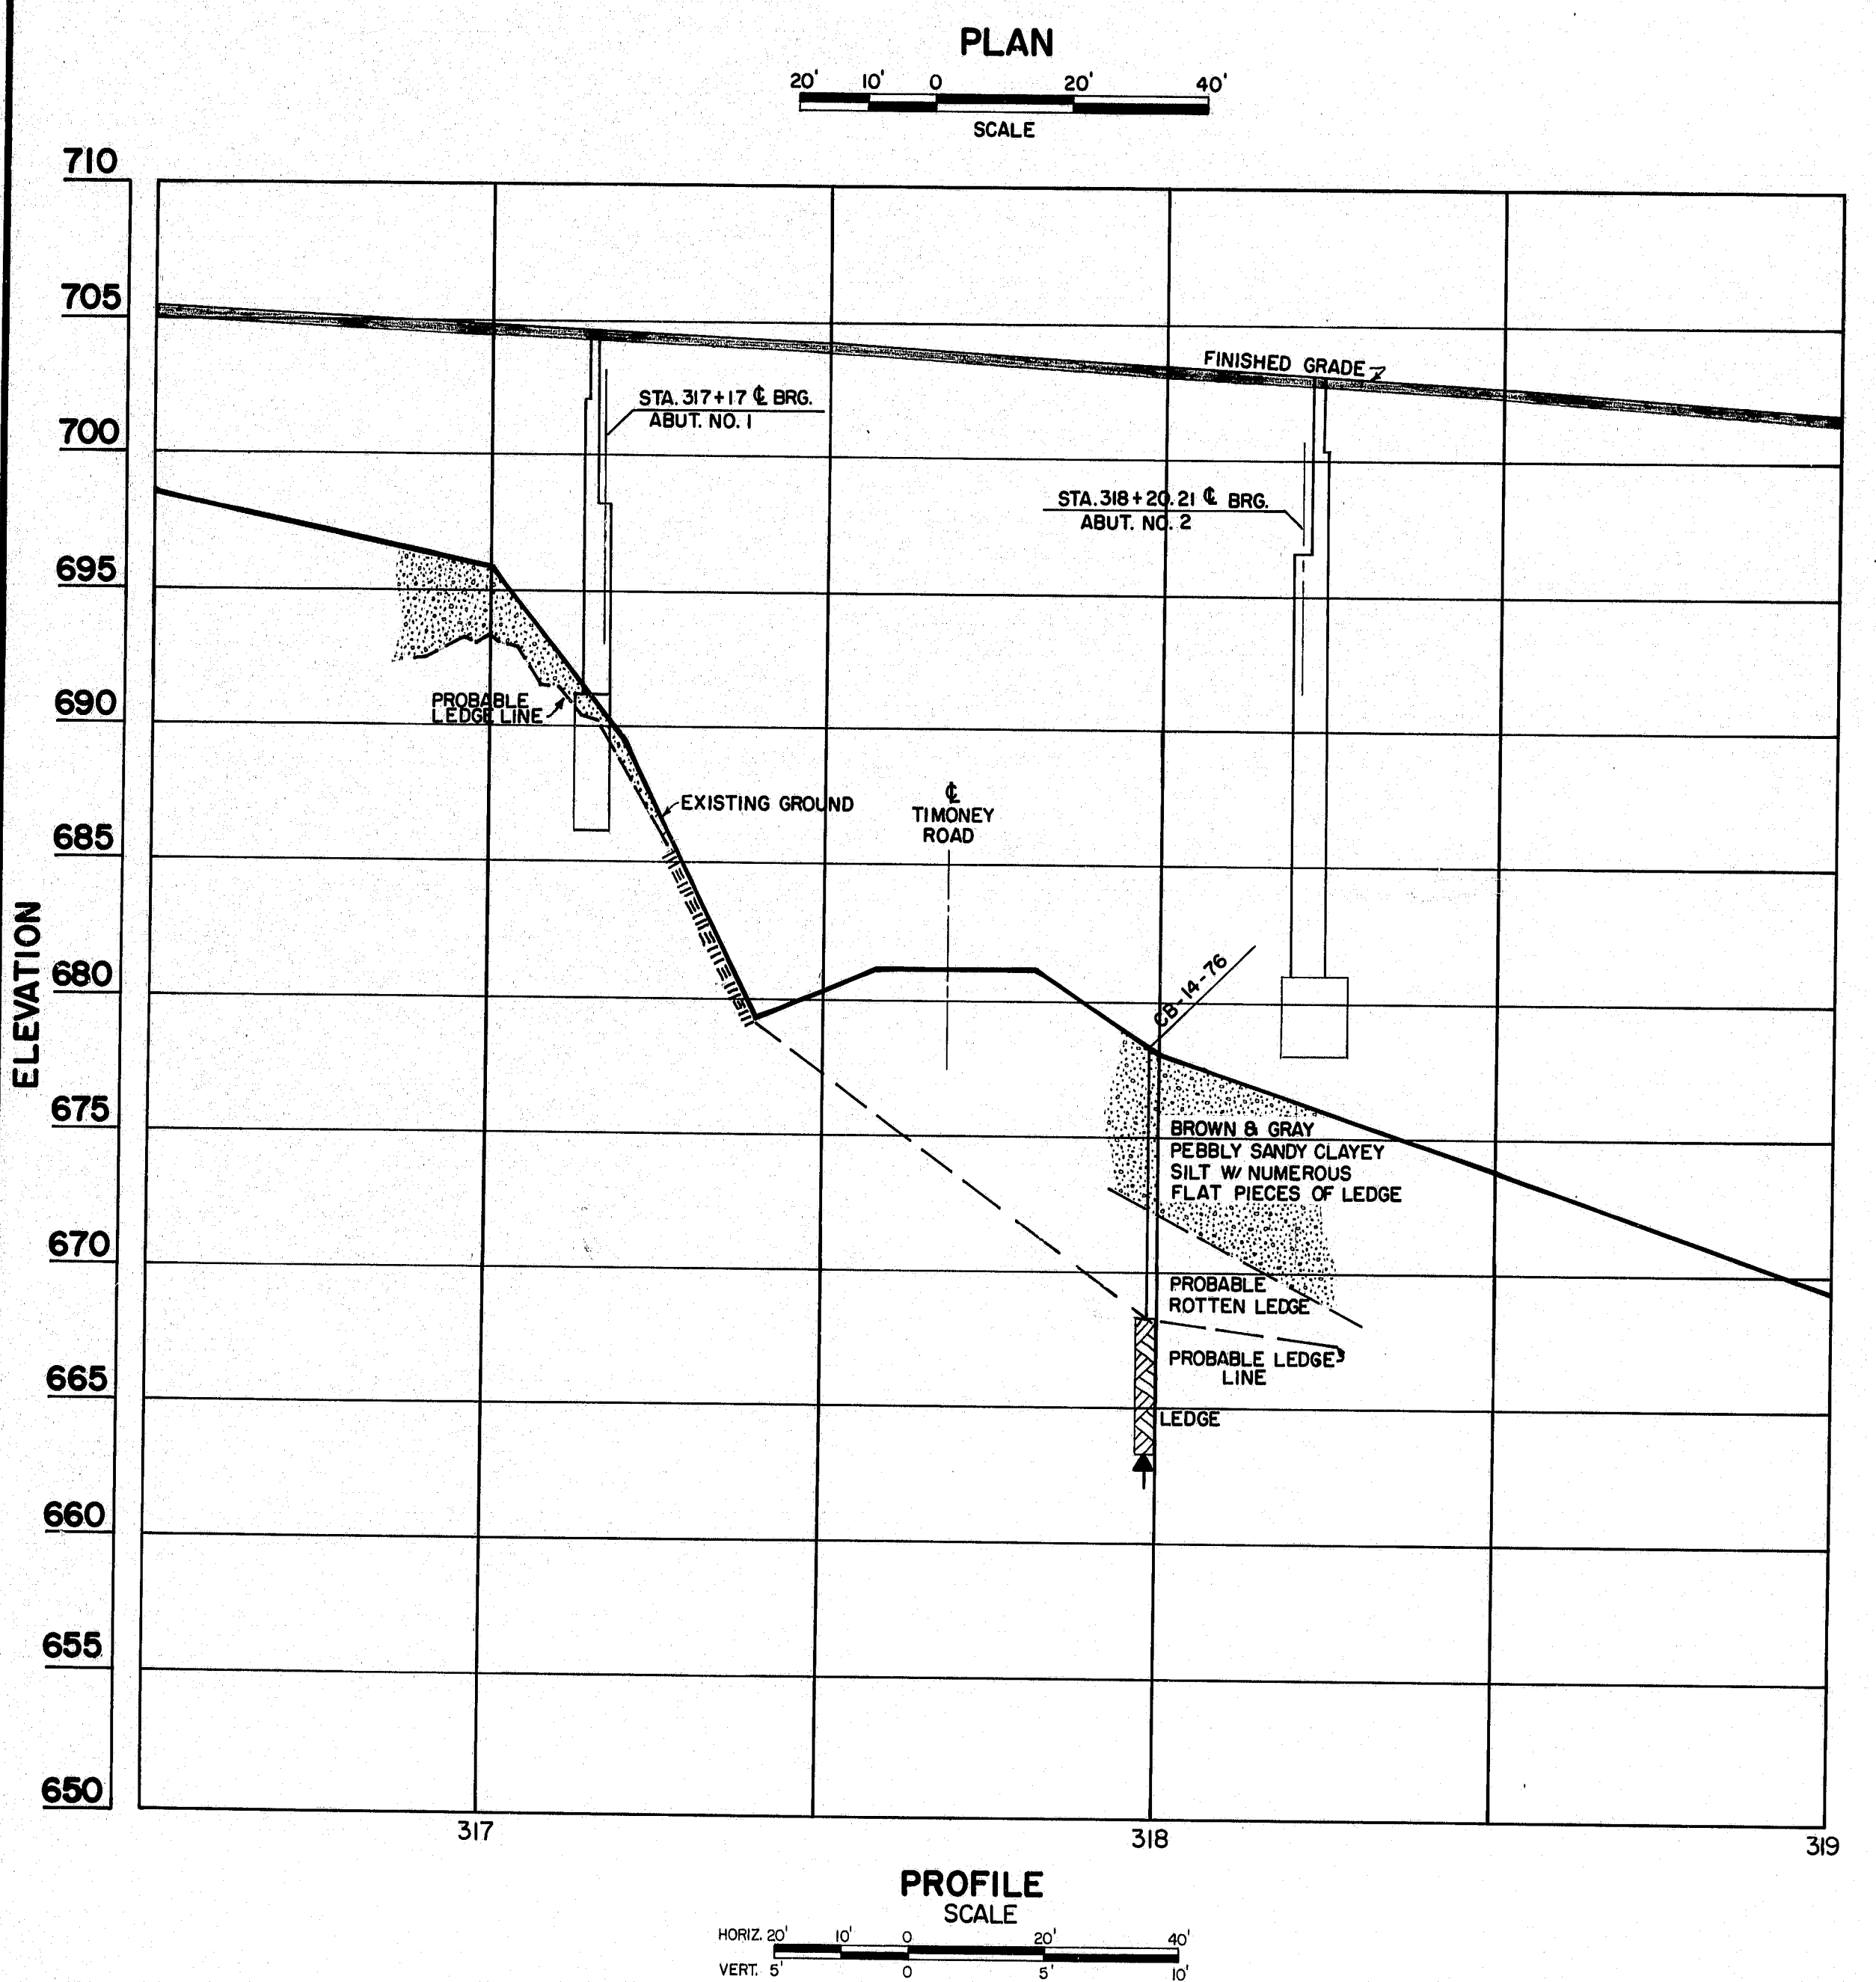 PLAN
20' 10' 0 20' 40'
SCALE
710
705
700
695
690
685
680
675
670
665
660
655
650
ELEVATION
FINISHED GRADE
STA. 317+17 ℄ BRG.
ABUT. NO. 1
STA. 318+20.21 ℄ BRG.
ABUT. NO. 2
PROBABLE
LEDGE LINE
EXISTING GROUND
℄
TIMONEY
ROAD
CB-14-76
BROWN & GRAY
PEBBLY SANDY CLAYEY
SILT W/ NUMEROUS
FLAT PIECES OF LEDGE
PROBABLE
ROTTEN LEDGE
PROBABLE LEDGE
LINE
LEDGE
317 318 319
PROFILE
SCALE
HORIZ. 20' 10' 0 20' 40'
VERT. 5' 0 5' 10'